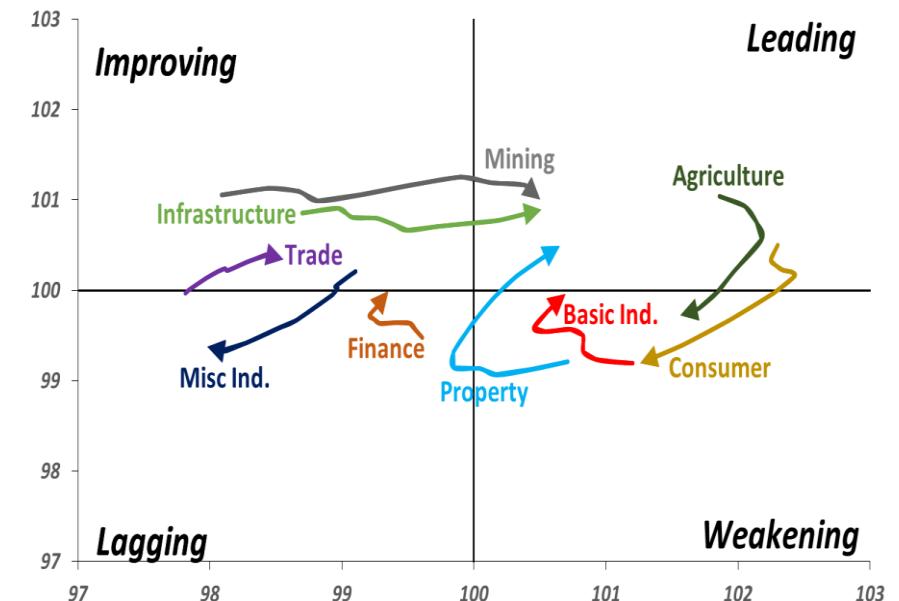 103
Improving
Leading
102
Mining
Agriculture
101
Infrastructure
Trade
100
Basic Ind.
Finance
Consumer
Misc Ind.
99
Property
98
Lagging
Weakening
97
97 98 99 100 101 102 103